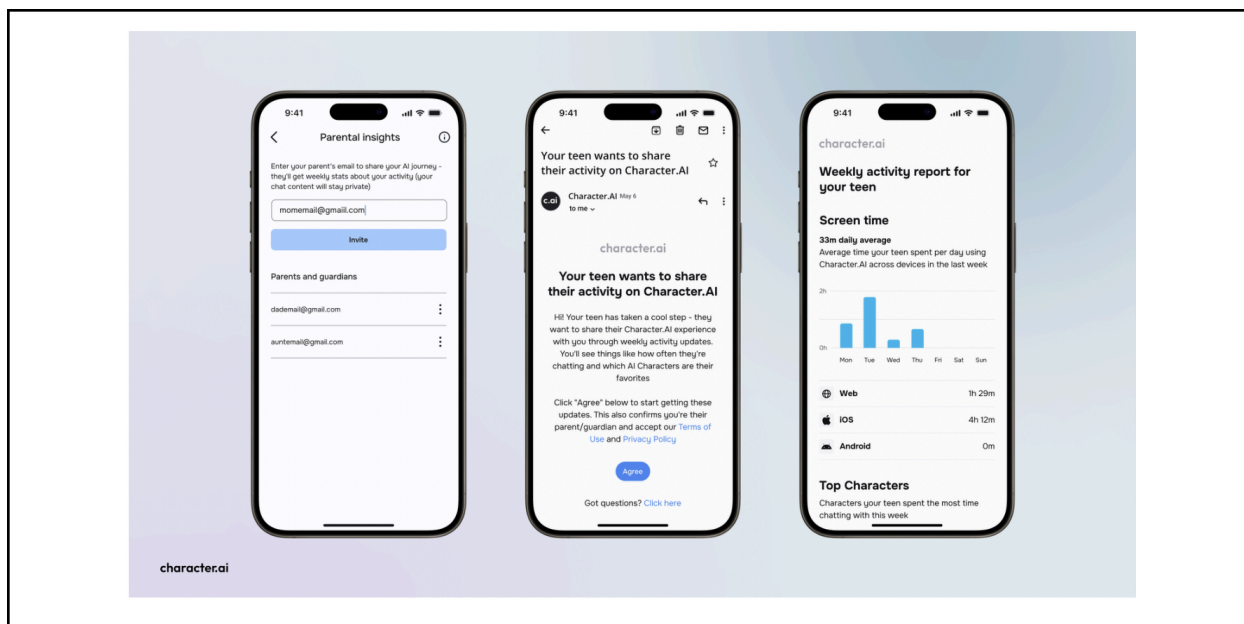 9:41
Parental insights
Enter your parent's email to share your AI journey -
they'll get weekly stats about your activity (your
chat content will stay private)
momemail@gmaiil.com
Invite
Parents and guardians
dademail@gmail.com
auntemail@gmail.com
9:41
Your teen wants to share
their activity on Character.AI
c.ai
Character.AI May 6
to me
character.ai
Your teen wants to share
their activity on Character.AI
Hi! Your teen has taken a cool step - they
want to share their Character.AI experience
with you through weekly activity updates.
You'll see things like how often they're
chatting and which AI Characters are their
favorites
Click "Agree" below to start getting these
updates. This also confirms you're their
parent/guardian and accept our Terms of
Use and Privacy Policy
Agree
Got questions? Click here
9:41
character.ai
Weekly activity report for
your teen
Screen time
33m daily average
Average time your teen spent per day using
Character.AI across devices in the last week
2h
0h
Mon Tue Wed Thu Fri Sat Sun
Web 1h 29m
iOS 4h 12m
Android 0m
Top Characters
Characters your teen spent the most time
chatting with this week
character.ai